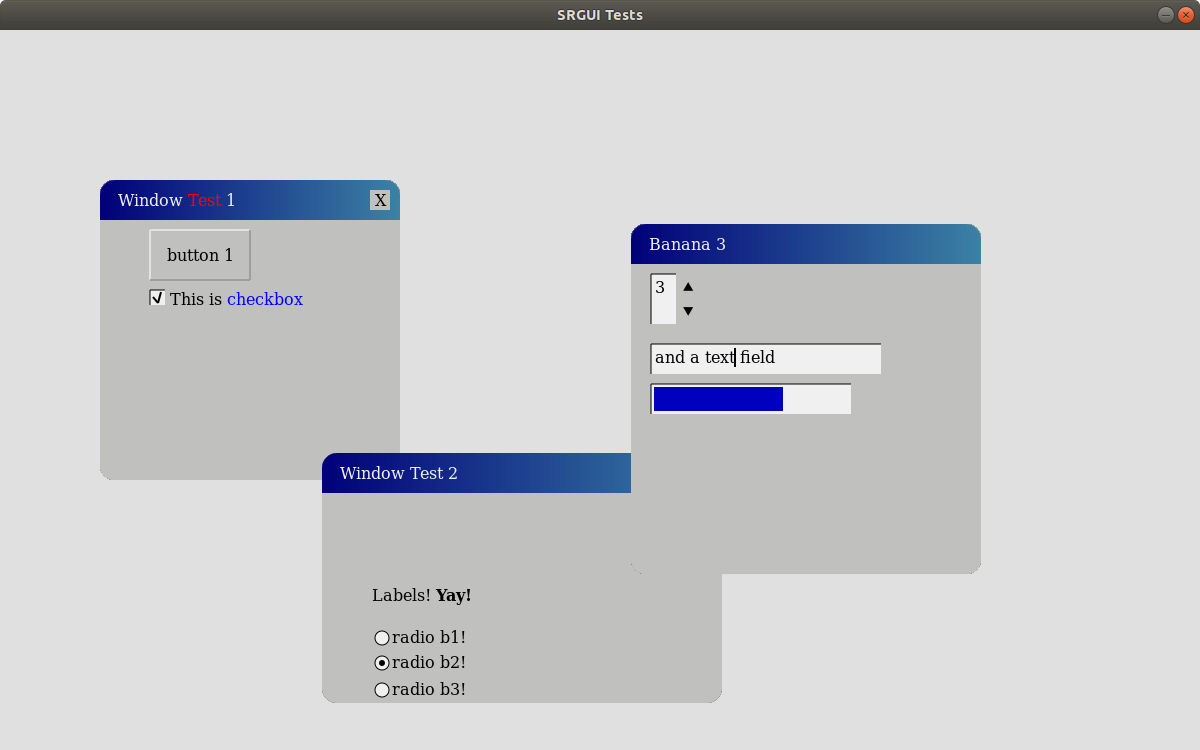 SRGUI Tests
Window Test 1 X
button 1
This is checkbox
Banana 3
3
and a text field
Window Test 2
Labels! Yay!
radio b1!
radio b2!
radio b3!